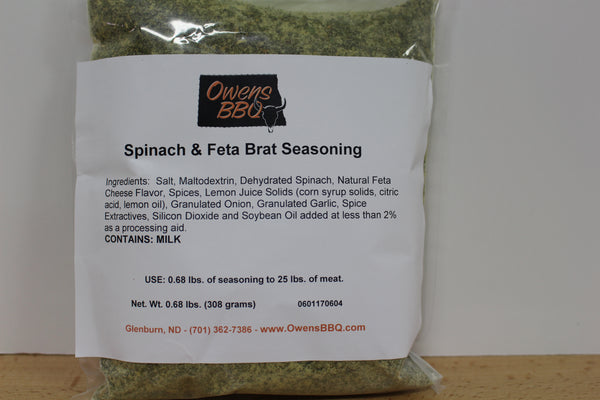 Owens
BBQ
Spinach & Feta Brat Seasoning
Ingredients: Salt, Maltodextrin, Dehydrated Spinach, Natural Feta
Cheese Flavor, Spices, Lemon Juice Solids (corn syrup solids, citric
acid, lemon oil), Granulated Onion, Granulated Garlic, Spice
Extractives, Silicon Dioxide and Soybean Oil added at less than 2%
as a processing aid.
CONTAINS: MILK
USE: 0.68 lbs. of seasoning to 25 lbs. of meat.
Net. Wt. 0.68 lbs. (308 grams) 0601170604
Glenburn, ND - (701) 362-7386 - www.OwensBBQ.com